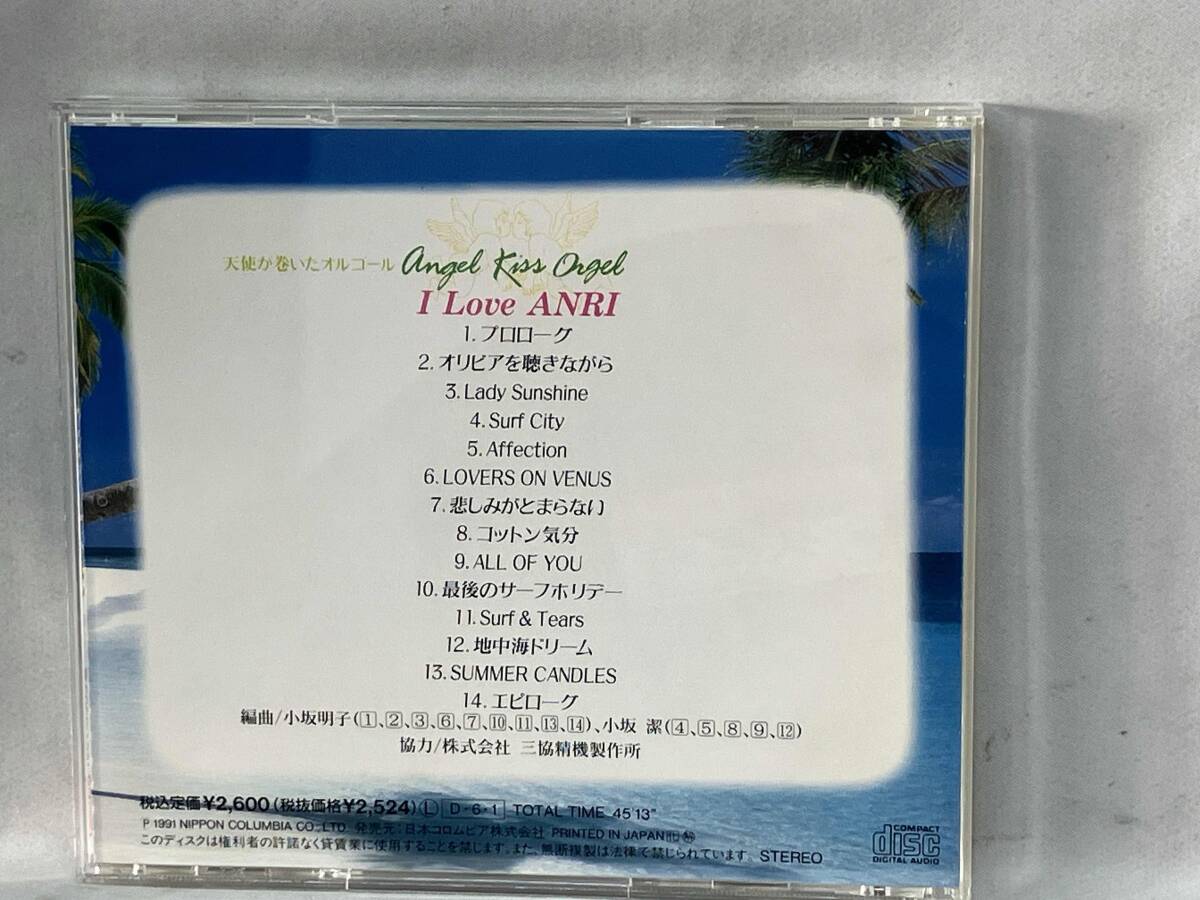 天使が巻いたオルゴール Angel Kiss Orgel
I Love ANRI
1. プロローグ
2. オリビアを聴きながら
3. Lady Sunshine
4. Surf City
5. Affection
6. LOVERS ON VENUS
7. 悲しみがとまらない
8. コットン気分
9. ALL OF YOU
10. 最後のサーフホリデー
11. Surf & Tears
12. 地中海ドリーム
13. SUMMER CANDLES
14. エピローグ
編曲/小坂明子(1、2、3、6、7、10、11、13、14)、小坂 潔(4、5、8、9、12)
協力/株式会社 三協精機製作所
税込定価¥2,600(税抜価格¥2,524) Ⓛ D・6・1 TOTAL TIME 45'13"
℗ 1991 NIPPON COLUMBIA CO., LTD. 発売元:日本コロムビア株式会社 PRINTED IN JAPAN
このディスクは権利者の許諾なく賃貸業に使用することを禁じます。また、無断複製は法律で禁じられています。 STEREO
COMPACT
disc
DIGITAL AUDIO